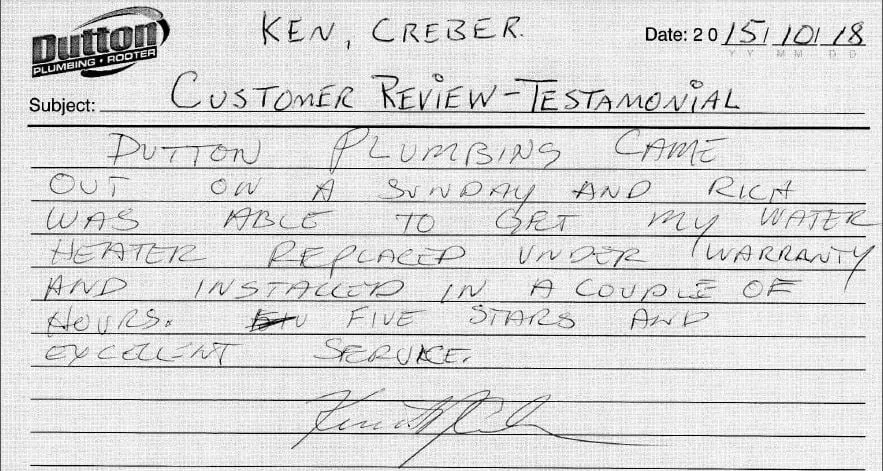 Dutton
PLUMBING • ROOTER
KEN, CREBER.
Date: 20 15 10 18
YY MM DD
Subject: CUSTOMER REVIEW - TESTAMONIAL
DUTTON PLUMBING CAME
OUT ON A SUNDAY AND RICH
WAS ABLE TO GET MY WATER
HEATER REPLACED UNDER WARRANTY
AND INSTALLED IN A COUPLE OF
HOURS. FIVE STARS AND
EXCELLENT SERVICE.